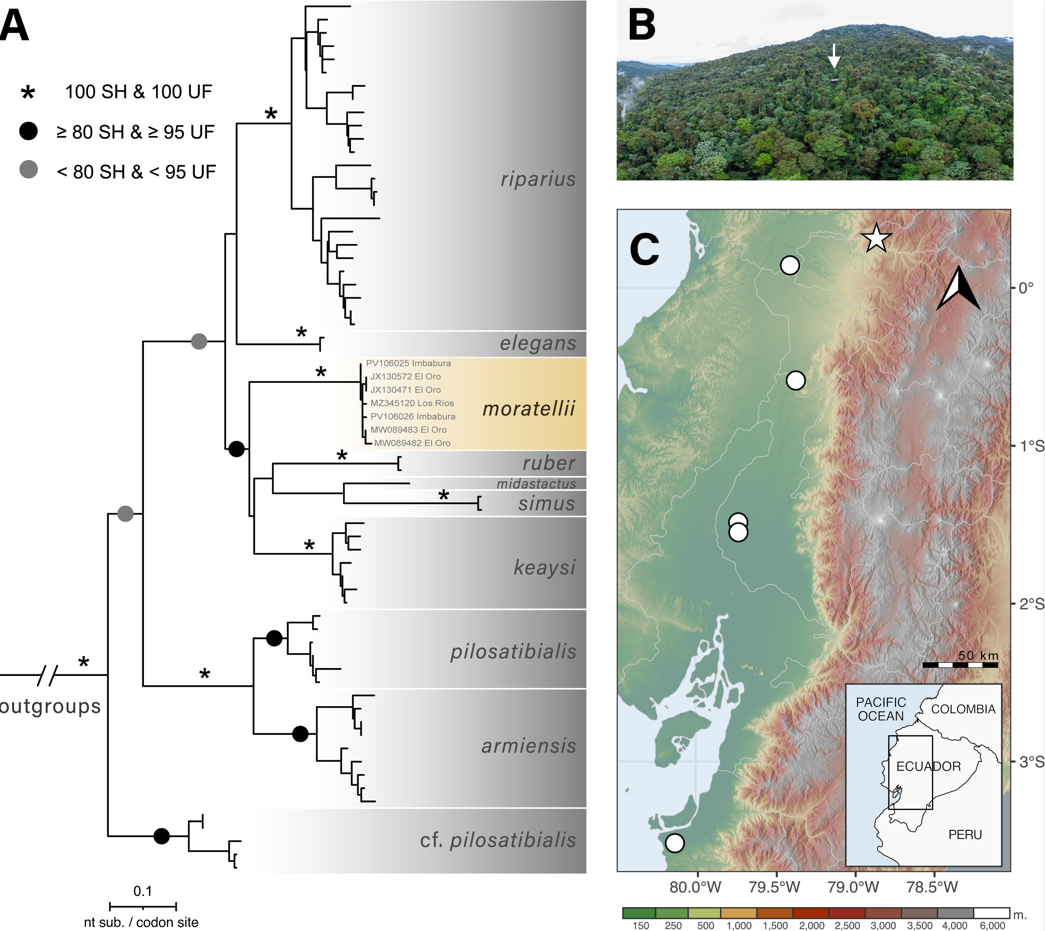 A
* 100 SH & 100 UF
≥ 80 SH & ≥ 95 UF
< 80 SH & < 95 UF
*
riparius
*
elegans
*
PV106025 Imbabura
JX130572 El Oro
JX130471 El Oro
MZ345120 Los Ríos
PV106026 Imbabura
MW089483 El Oro
MW089482 El Oro
moratellii
*
ruber
midastactus
*
simus
*
keaysi
pilosatibialis
*
*
outgroups
armiensis
cf. pilosatibialis
0.1
nt sub. / codon site
B
C
0°
1°S
2°S
3°S
50 km
PACIFIC
OCEAN
COLOMBIA
ECUADOR
PERU
80.0°W 79.5°W 79.0°W 78.5°W
m.
150 250 500 1,000 1,500 2,000 2,500 3,000 3,500 4,000 6,000